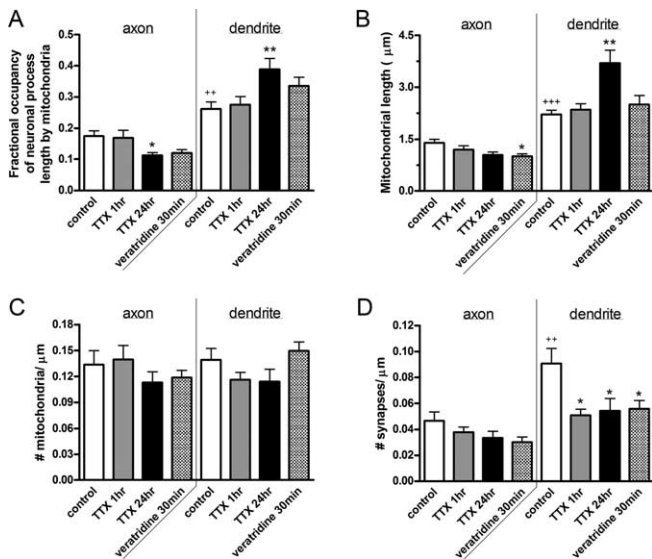 A
axon
dendrite
Fractional occupancy
of neuronal process
length by mitochondria
0.5
0.4
0.3
0.2
0.1
0.0
*
++
**
control
TTX 1hr
TTX 24hr
veratridine 30min
control
TTX 1hr
TTX 24hr
veratridine 30min
B
axon
dendrite
Mitochondrial length ( μm)
4.5
3.0
1.5
0.0
*
+++
**
control
TTX 1hr
TTX 24hr
veratridine 30min
control
TTX 1hr
TTX 24hr
veratridine 30min
C
axon
dendrite
# mitochondria/ μm
0.18
0.15
0.12
0.09
0.06
0.03
0.00
control
TTX 1hr
TTX 24hr
veratridine 30min
control
TTX 1hr
TTX 24hr
veratridine 30min
D
axon
dendrite
# synapses/ μm
0.12
0.10
0.08
0.06
0.04
0.02
0.00
++
*
*
*
control
TTX 1hr
TTX 24hr
veratridine 30min
control
TTX 1hr
TTX 24hr
veratridine 30min